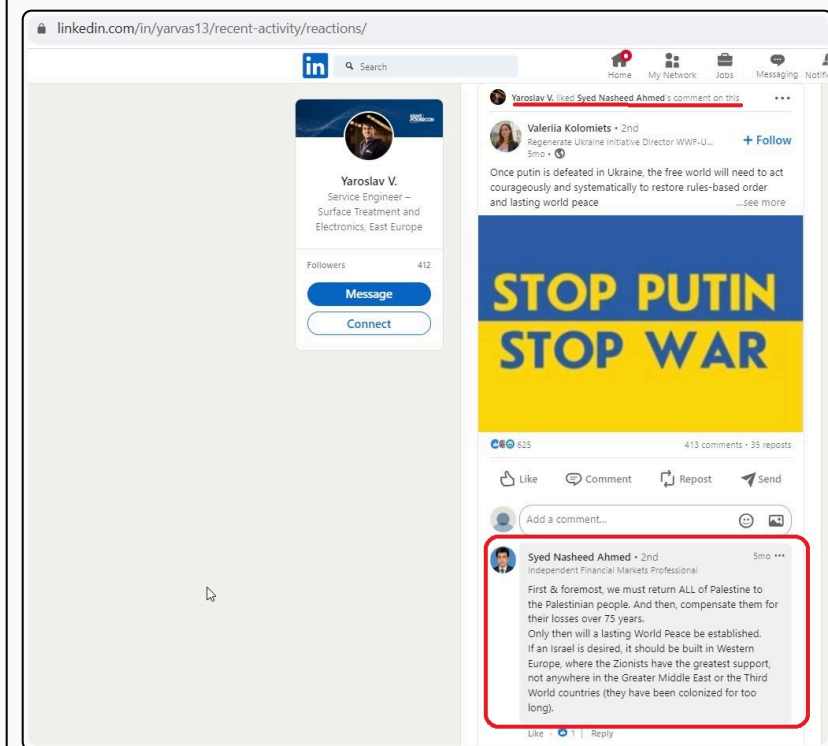 linkedin.com/in/yarvas13/recent-activity/reactions/
in
Search
Home
My Network
Jobs
Messaging
Yaroslav V.
Service Engineer –
Surface Treatment and
Electronics, East Europe
Followers 412
Message
Connect
Yaroslav V. liked Syed Nasheed Ahmed's comment on this
Valeriia Kolomiets • 2nd
Regenerate Ukraine Initiative Director WWF-U...
5mo •
+ Follow
Once putin is defeated in Ukraine, the free world will need to act
courageously and systematically to restore rules-based order
and lasting world peace ...see more
STOP PUTIN
STOP WAR
625 413 comments • 35 reposts
Like Comment Repost Send
Add a comment...
Syed Nasheed Ahmed • 2nd 5mo
Independent Financial Markets Professional
First & foremost, we must return ALL of Palestine to
the Palestinian people. And then, compensate them for
their losses over 75 years.
Only then will a lasting World Peace be established.
If an Israel is desired, it should be built in Western
Europe, where the Zionists have the greatest support,
not anywhere in the Greater Middle East or the Third
World countries (they have been colonized for too
long).
Like · 1 | Reply